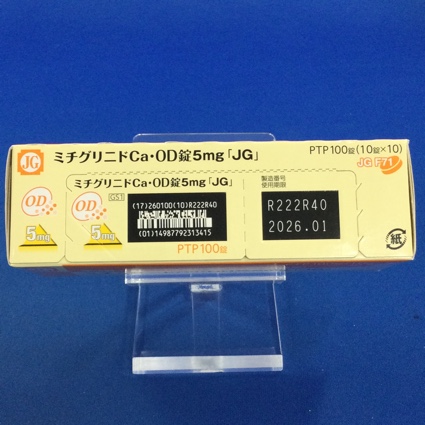 JG
ミチグリニドCa・OD錠5mg「JG」
PTP100錠(10錠×10)
JG F71
ミチグリニドCa・OD錠5mg「JG」
OD
5mg
OD
GS1
5mg
(17)260100(10)R222R40
(01)14987792313415
PTP100錠
製造番号
使用期限
R222R40
2026.01
紙